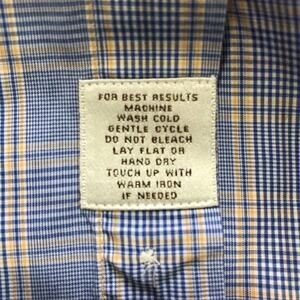 FOR BEST RESULTS
MACHINE
WASH COLD
GENTLE CYCLE
DO NOT BLEACH
LAY FLAT OR
HANG DRY
TOUCH UP WITH
WARM IRON
IF NEEDED